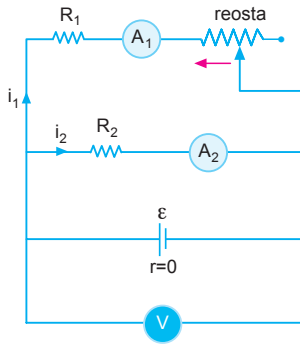 reosta
R₁
A₁
i₁
i₂
R₂
A₂
ε
r=0
V